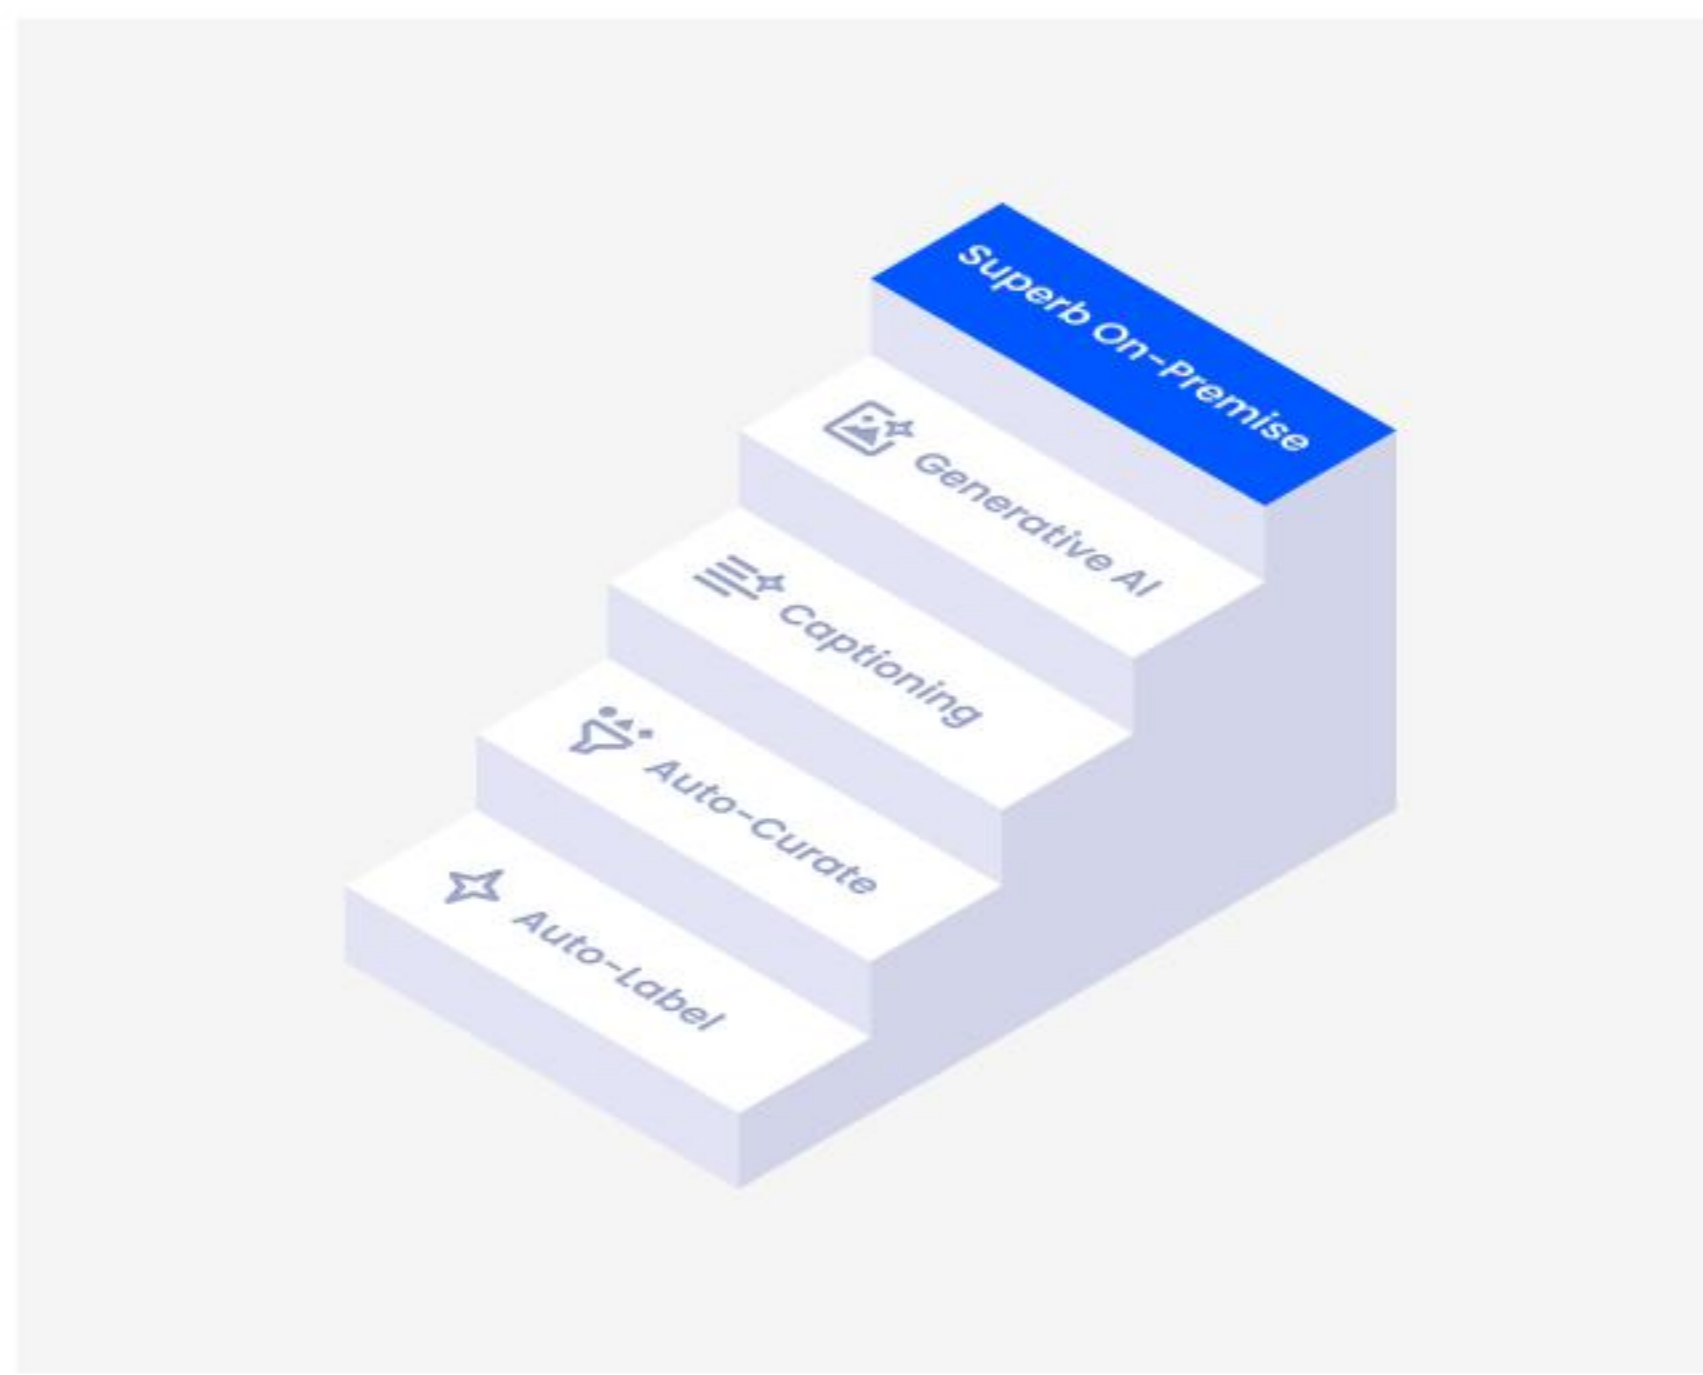 Superb On-Premise
Generative AI
Captioning
Auto-Curate
Auto-Label